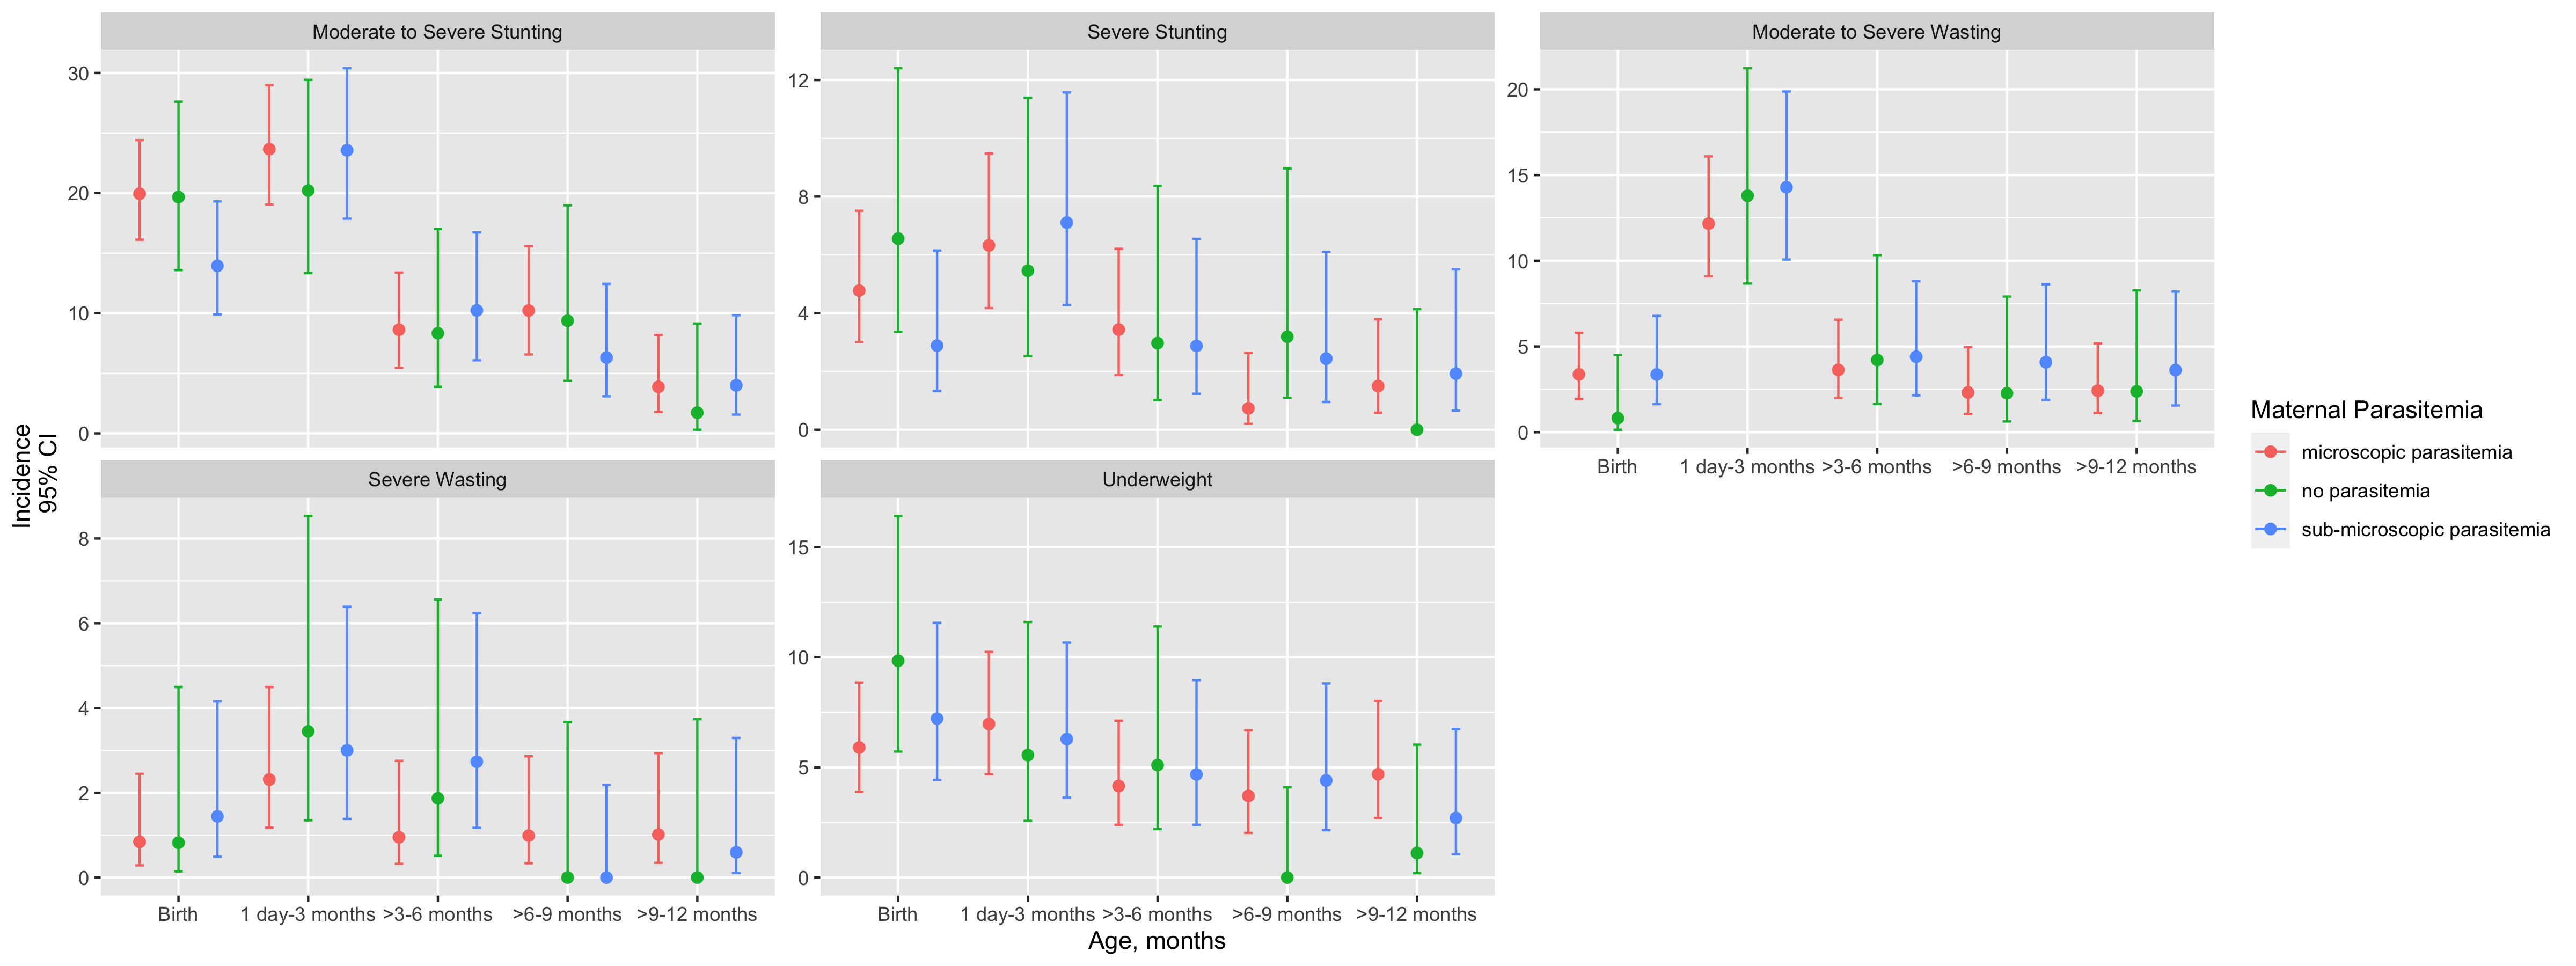 Moderate to Severe Stunting
Severe Stunting
Moderate to Severe Wasting
30
20
10
0
12
8
4
0
20
15
10
5
0
Birth
1 day-3 months
>3-6 months
>6-9 months
>9-12 months
Incidence
95% CI
Severe Wasting
Underweight
8
6
4
2
0
15
10
5
0
Birth
1 day-3 months
>3-6 months
>6-9 months
>9-12 months
Birth
1 day-3 months
>3-6 months
>6-9 months
>9-12 months
Age, months
Maternal Parasitemia
microscopic parasitemia
no parasitemia
sub-microscopic parasitemia